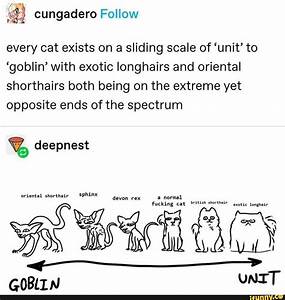 cungadero Follow
every cat exists on a sliding scale of 'unit' to
'goblin' with exotic longhairs and oriental
shorthairs both being on the extreme yet
opposite ends of the spectrum
deepnest
oriental shorthair
sphinx
devon rex
a normal
fucking cat
british shorthair
exotic longhair
GOBLIN
UNIT
ifunny.co